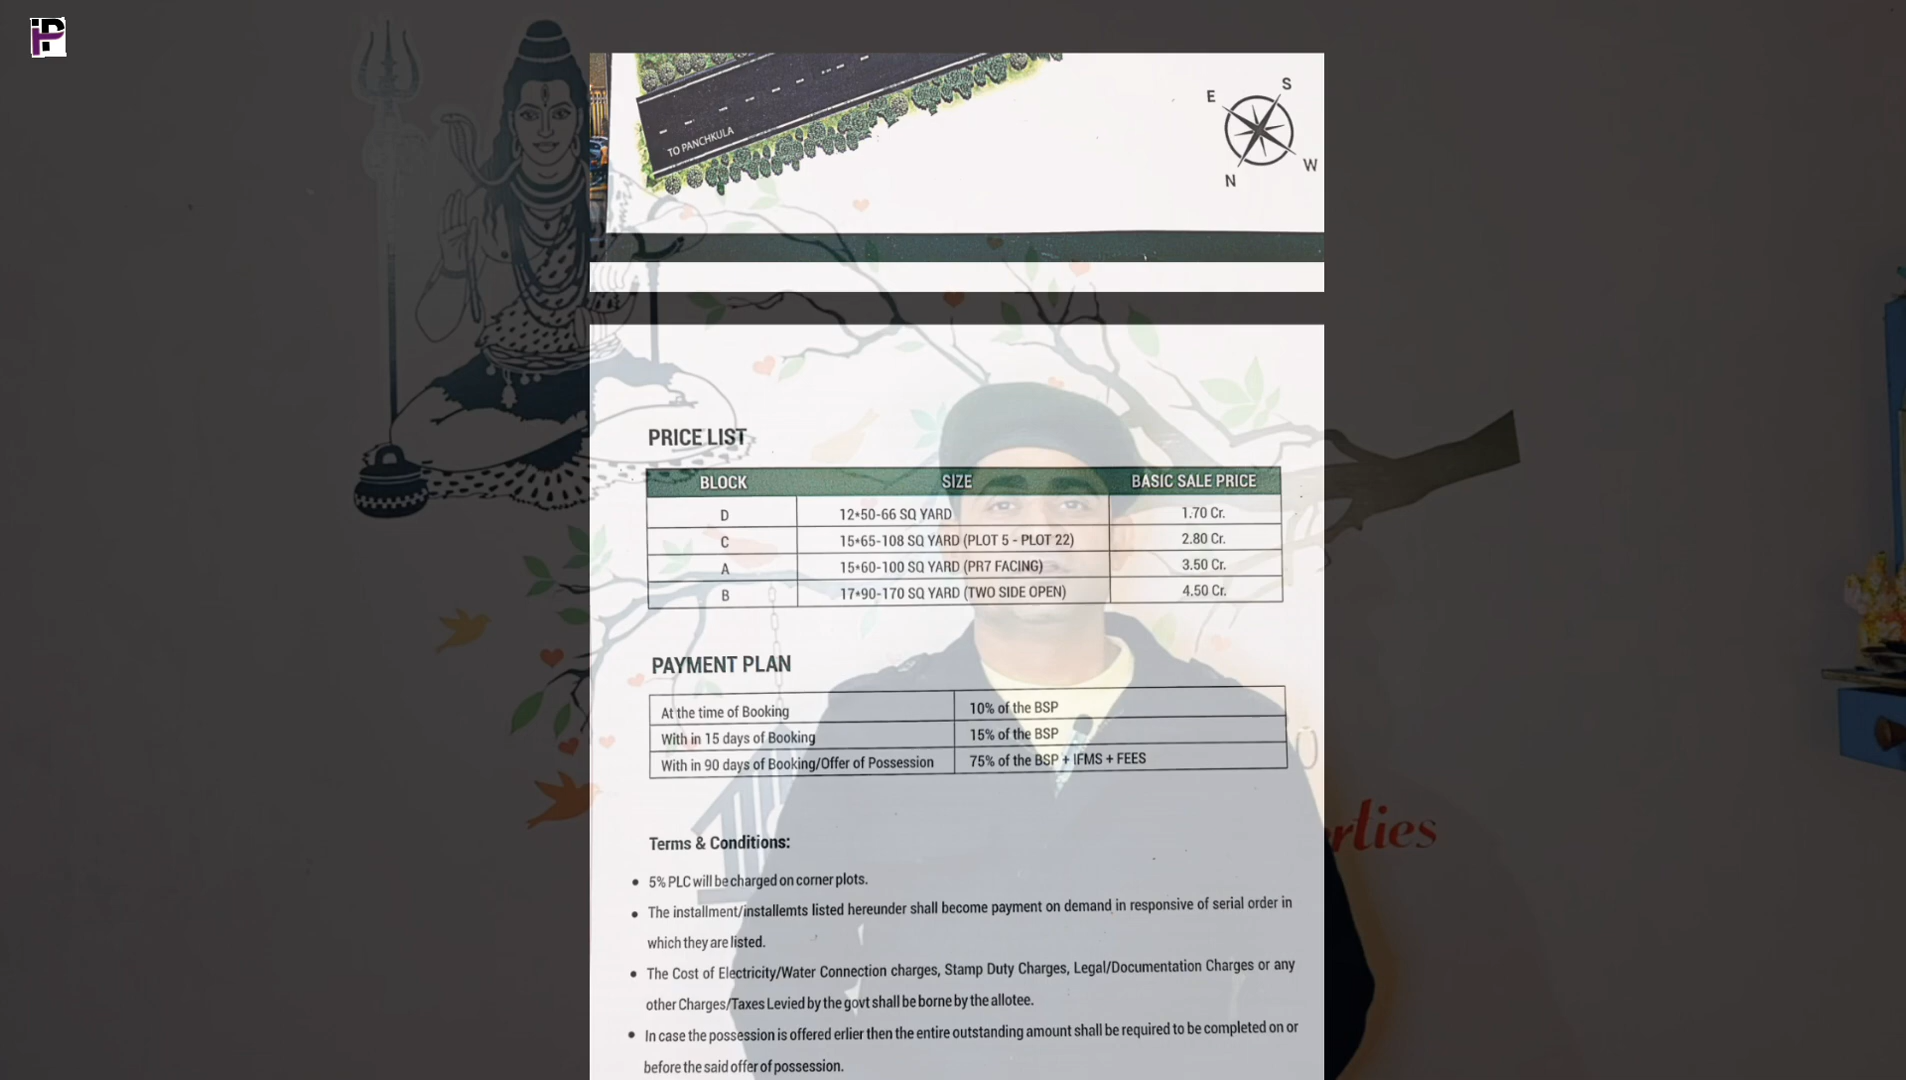 TO PANCHKULA
S
E
W
N
PRICE LIST
BLOCK SIZE BASIC SALE PRICE
D 12*50-66 SQ YARD 1.70 Cr.
C 15*65-108 SQ YARD (PLOT 5 - PLOT 22) 2.80 Cr.
A 15*60-100 SQ YARD (PR7 FACING) 3.50 Cr.
B 17*90-170 SQ YARD (TWO SIDE OPEN) 4.50 Cr.
PAYMENT PLAN
At the time of Booking 10% of the BSP
With in 15 days of Booking 15% of the BSP
With in 90 days of Booking/Offer of Possession 75% of the BSP + IFMS + FEES
Terms & Conditions:
• 5% PLC will be charged on corner plots.
• The installment/installemts listed hereunder shall become payment on demand in responsive of serial order in
which they are listed.
• The Cost of Electricity/Water Connection charges, Stamp Duty Charges, Legal/Documentation Charges or any
other Charges/Taxes Levied by the govt shall be borne by the allotee.
• In case the possession is offered erlier then the entire outstanding amount shall be required to be completed on or
before the said offer of possession.